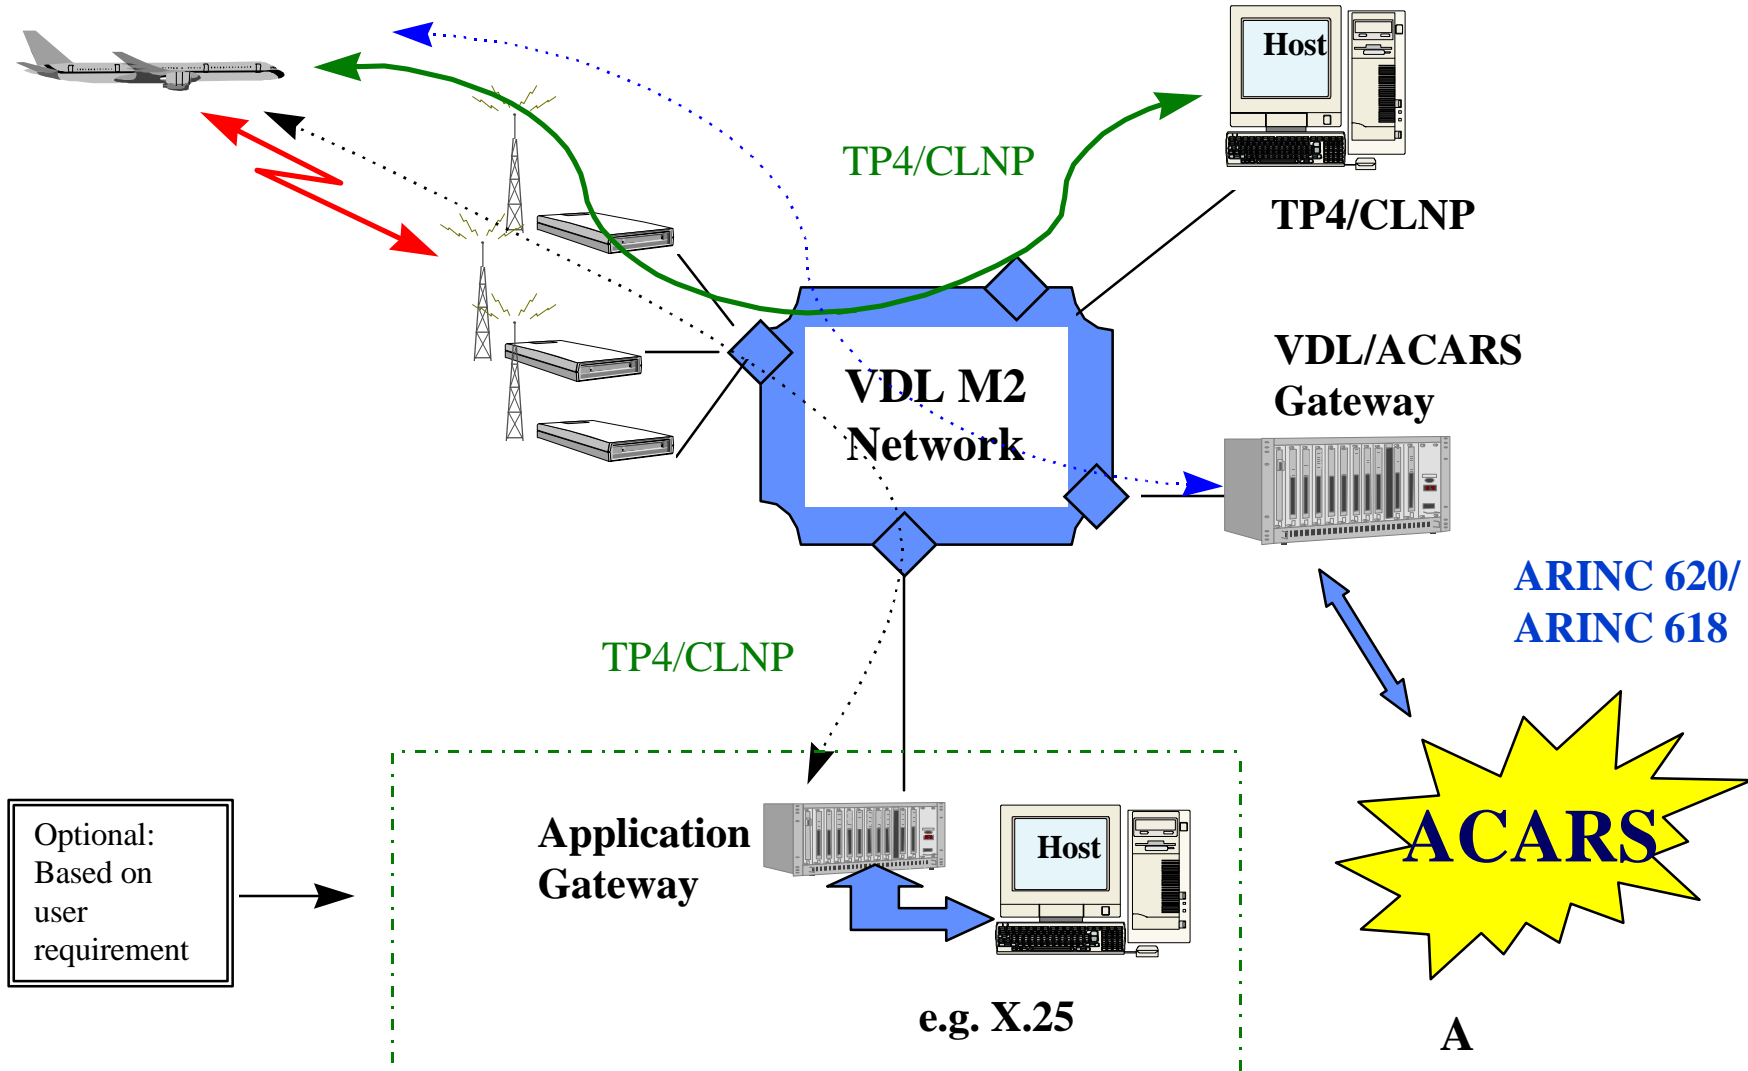 Host
TP4/CLNP
TP4/CLNP
VDL/ACARS
Gateway
VDL M2
Network
ARINC 620/
ARINC 618
TP4/CLNP
Optional:
Based on
user
requirement
Application
Gateway
Host
ACARS
e.g. X.25
A